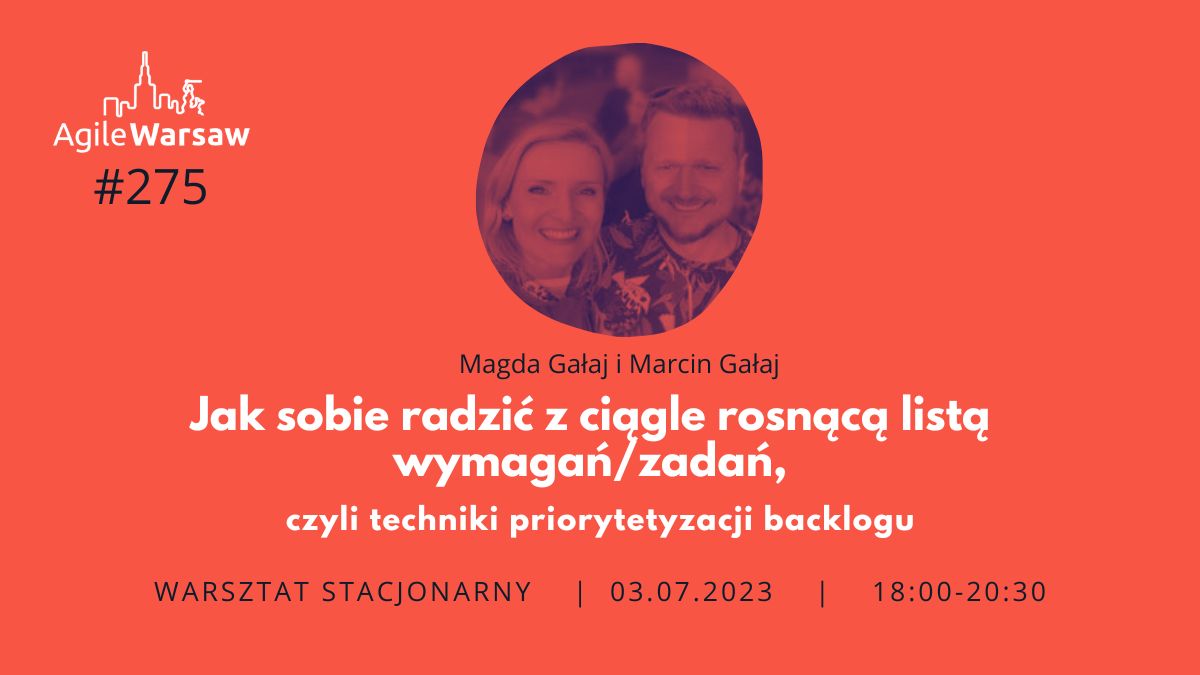 AgileWarsaw
#275
Magda Gałaj i Marcin Gałaj
Jak sobie radzić z ciągle rosnącą listą
wymagań/zadań,
czyli techniki priorytetyzacji backlogu
WARSZTAT STACJONARNY | 03.07.2023 | 18:00-20:30